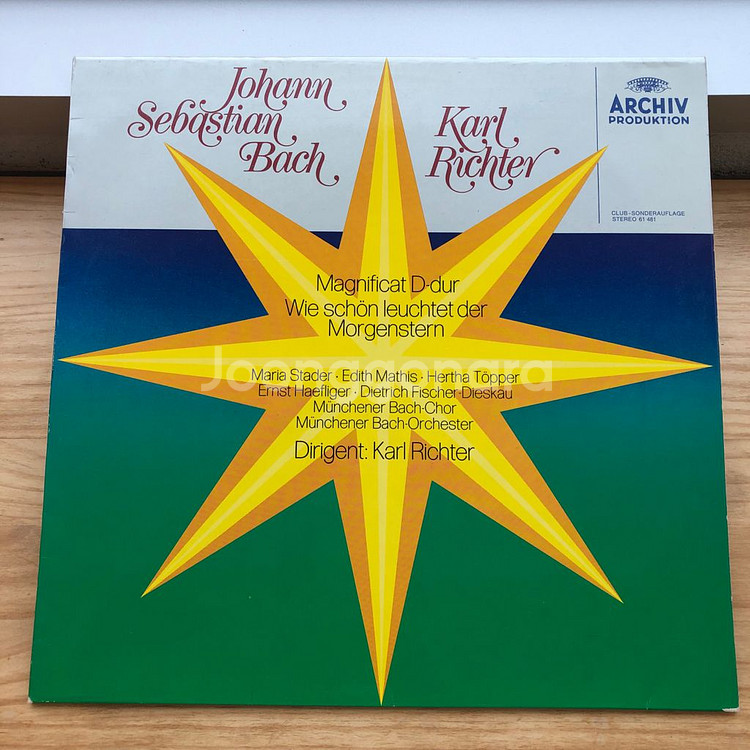 Johann
Sebastian
Bach
Karl
Richter
ARCHIV
PRODUKTION
CLUB-SONDERAUFLAGE
STEREO 61 461
Magnificat D-dur
Wie schön leuchtet der
Morgenstern
Maria Stader · Edith Mathis · Hertha Töpper
Ernst Haefliger · Dietrich Fischer-Dieskau
Münchener Bach-Chor
Münchener Bach-Orchester
Dirigent: Karl Richter